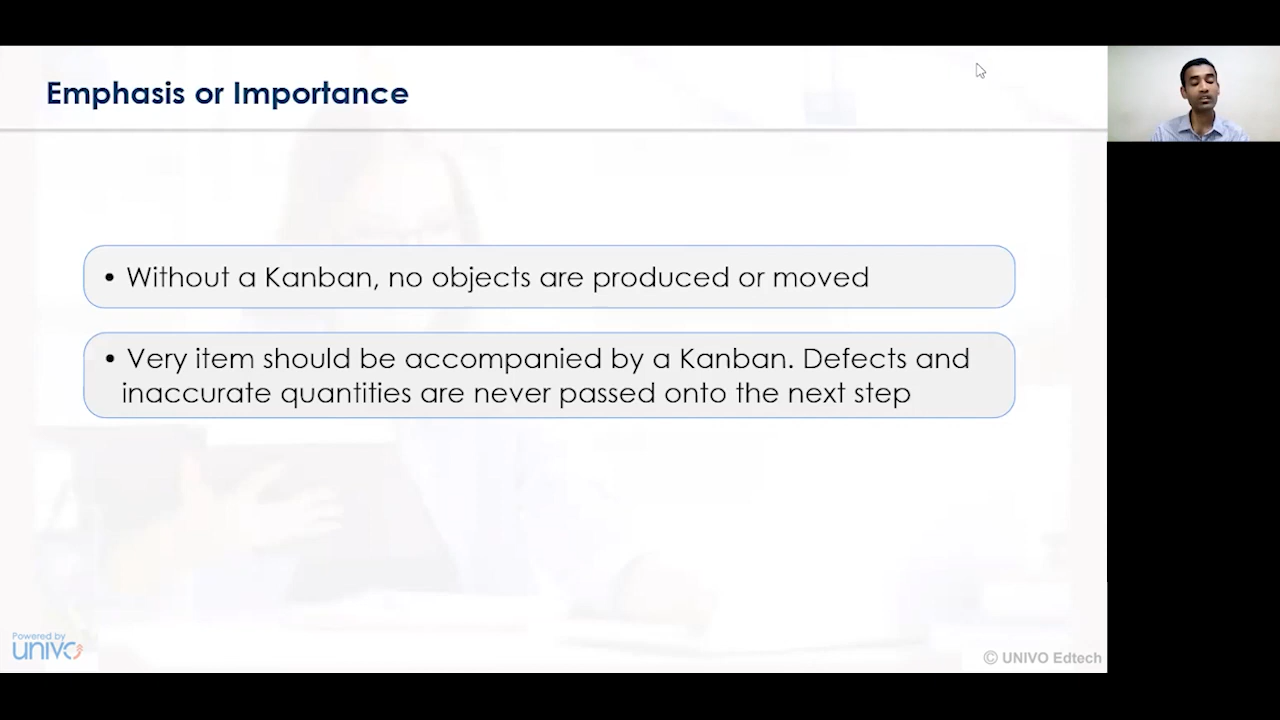 Emphasis or Importance
• Without a Kanban, no objects are produced or moved
• Very item should be accompanied by a Kanban. Defects and
inaccurate quantities are never passed onto the next step
Powered by
univo
© UNIVO Edtech